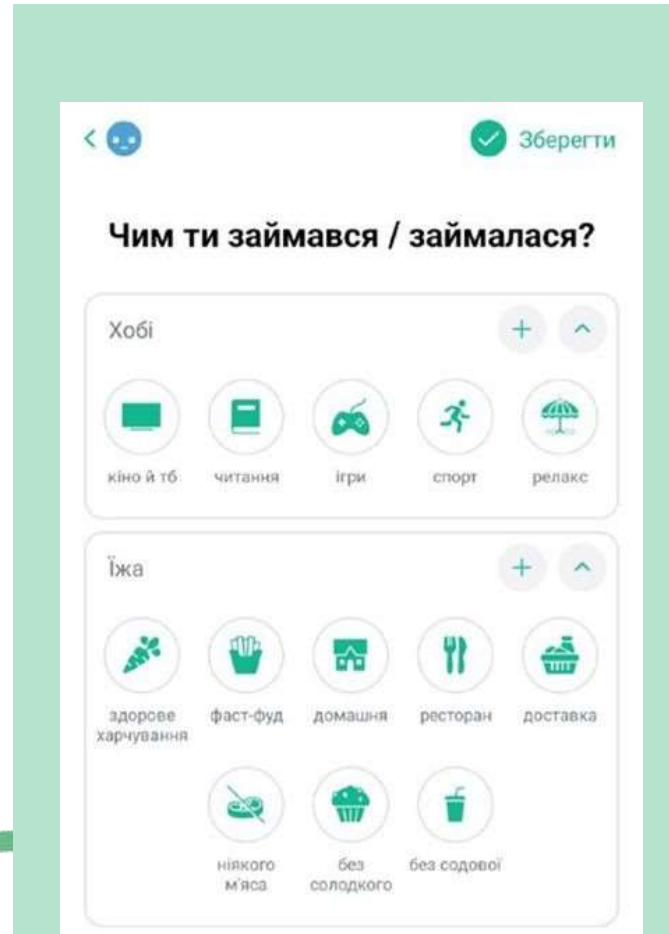 Зберегти
Чим ти займався / займалася?
Хобі
кіно й тб читання ігри спорт релакс
Їжа
здорове харчування фаст-фуд домашня ресторан доставка
ніякого м'яса без солодкого без содової